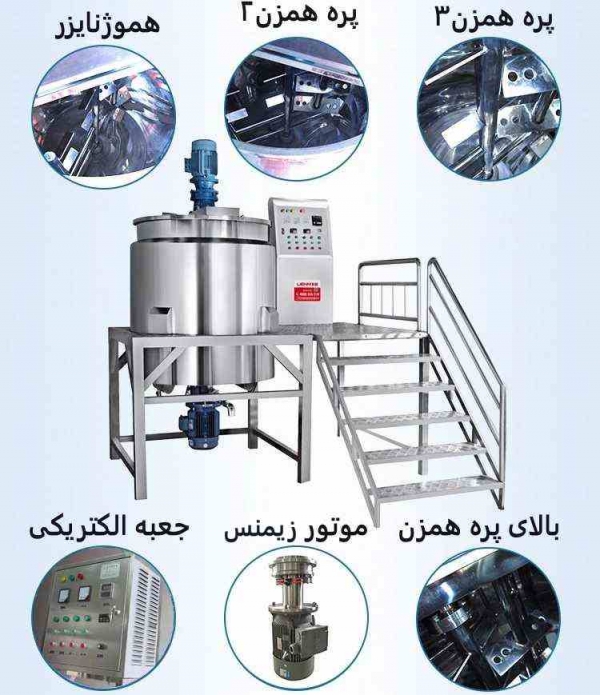 پره همزن۳
پره همزن۲
هموژنایزر
بالای پره همزن
موتور زیمنس
جعبه الکتریکی